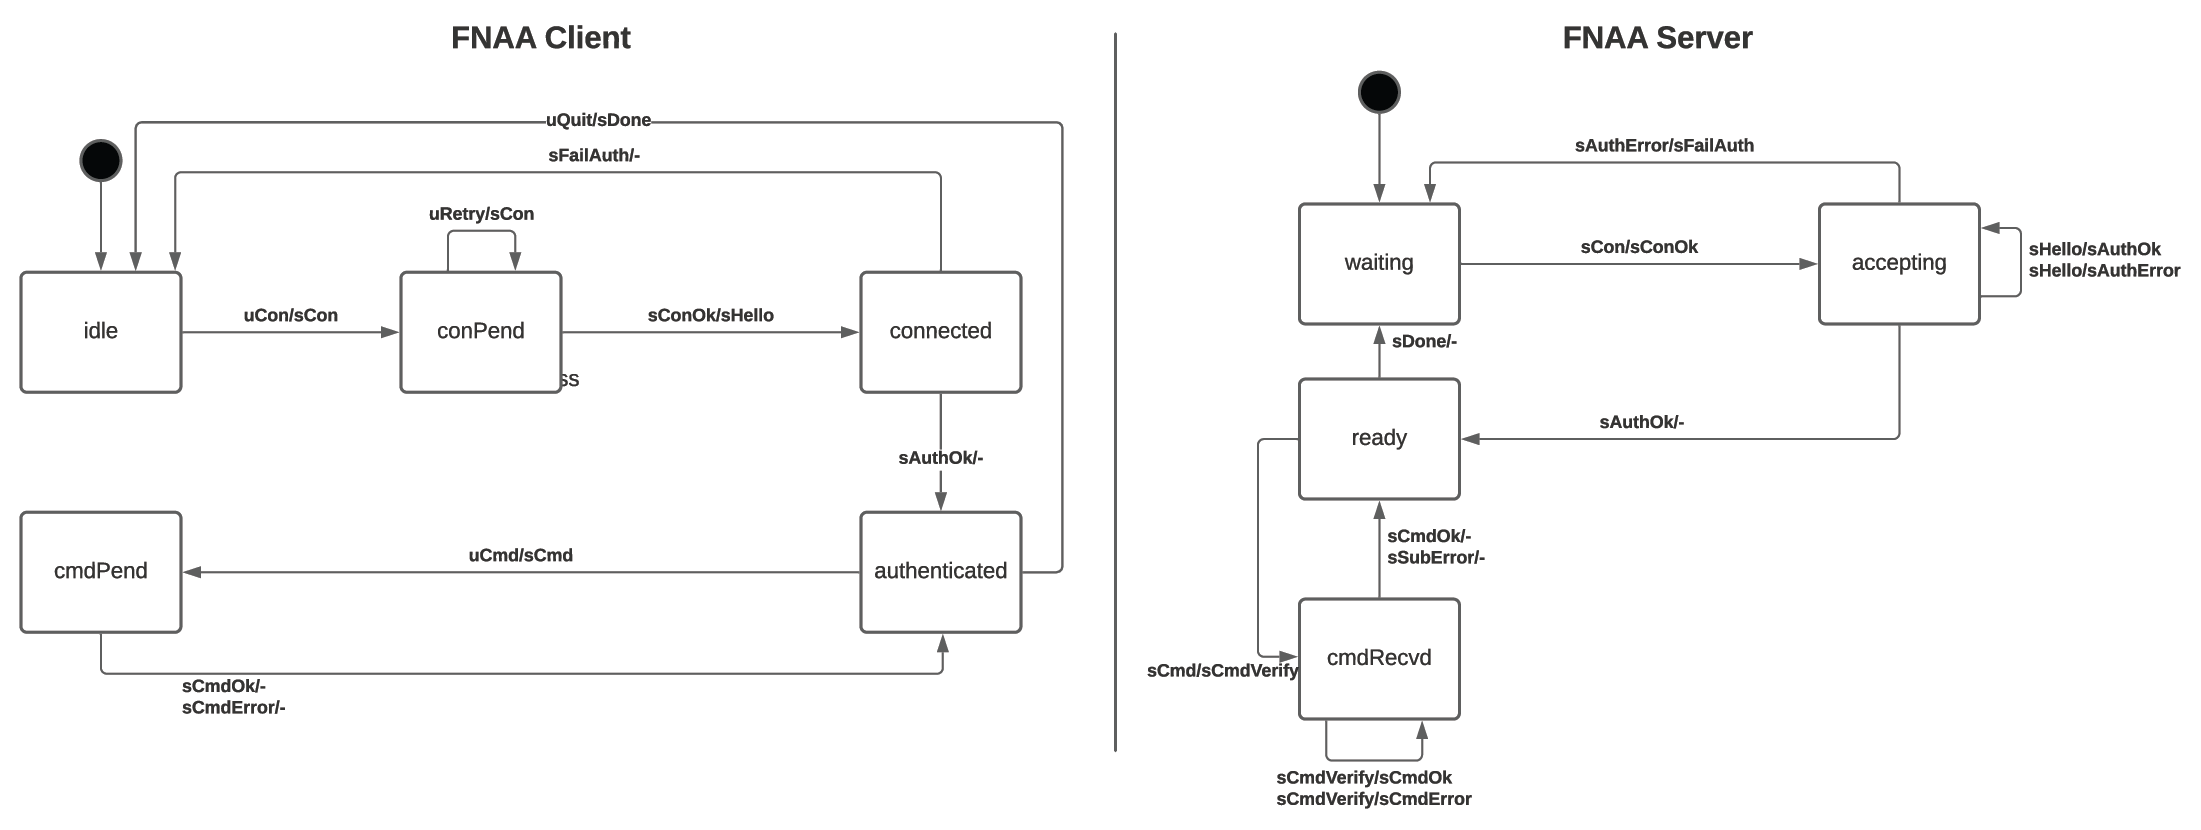 FNAA Client
uQuit/sDone
sFailAuth/-
uRetry/sCon
idle
uCon/sCon
conPend
sConOk/sHello
connected
ss
sAuthOk/-
cmdPend
uCmd/sCmd
authenticated
sCmdOk/-
sCmdError/-
FNAA Server
sAuthError/sFailAuth
waiting
sCon/sConOk
accepting
sHello/sAuthOk
sHello/sAuthError
sDone/-
ready
sAuthOk/-
sCmdOk/-
sSubError/-
cmdRecvd
sCmd/sCmdVerify
sCmdVerify/sCmdOk
sCmdVerify/sCmdError